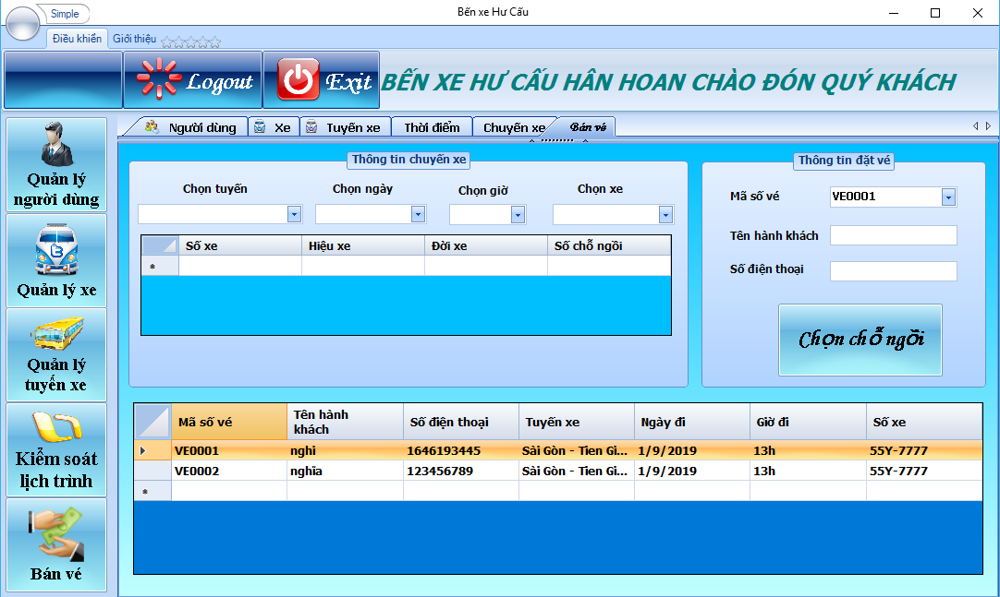 Bến xe Hư Cấu
Simple
Điều khiển Giới thiệu
Logout Exit BẾN XE HƯ CẤU HÂN HOAN CHÀO ĐÓN QUÝ KHÁCH
Người dùng Xe Tuyến xe Thời điểm Chuyến xe Bán vé
Quản lý
người dùng
Quản lý xe
Quản lý
tuyến xe
Kiểm soát
lịch trình
Bán vé
Thông tin chuyến xe
Chọn tuyến Chọn ngày Chọn giờ Chọn xe
Số xe Hiệu xe Đời xe Số chỗ ngồi
*
Thông tin đặt vé
Mã số vé VE0001
Tên hành khách
Số điện thoại
Chọn chỗ ngồi
Mã số vé Tên hành khách Số điện thoại Tuyến xe Ngày đi Giờ đi Số xe
VE0001 nghi 1646193445 Sài Gòn - Tien Gi... 1/9/2019 13h 55Y-7777
VE0002 nghĩa 123456789 Sài Gòn - Tien Gi... 1/9/2019 13h 55Y-7777
*